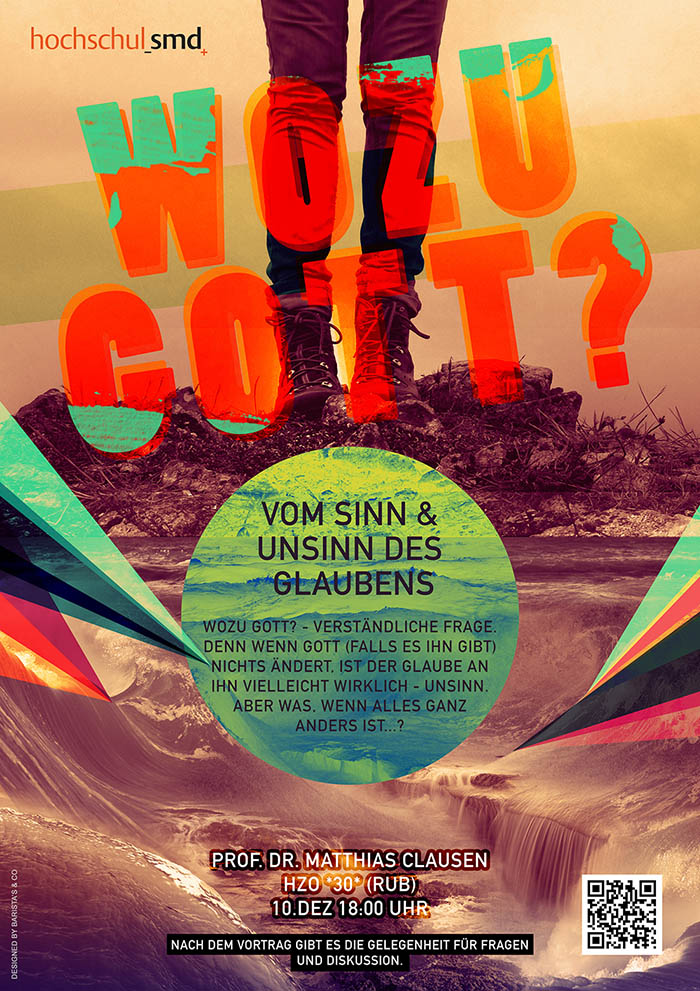 hochschul_smd+
WOZU
GOTT?
VOM SINN &
UNSINN DES
GLAUBENS
WOZU GOTT? - VERSTÄNDLICHE FRAGE.
DENN WENN GOTT (FALLS ES IHN GIBT)
NICHTS ÄNDERT, IST DER GLAUBE AN
IHN VIELLEICHT WIRKLICH - UNSINN.
ABER WAS, WENN ALLES GANZ
ANDERS IST...?
PROF. DR. MATTHIAS CLAUSEN
HZO "30" (RUB)
10.DEZ 18:00 UHR
NACH DEM VORTRAG GIBT ES DIE GELEGENHEIT FÜR FRAGEN
UND DISKUSSION.
DESIGNED BY BARISTA'S & CO